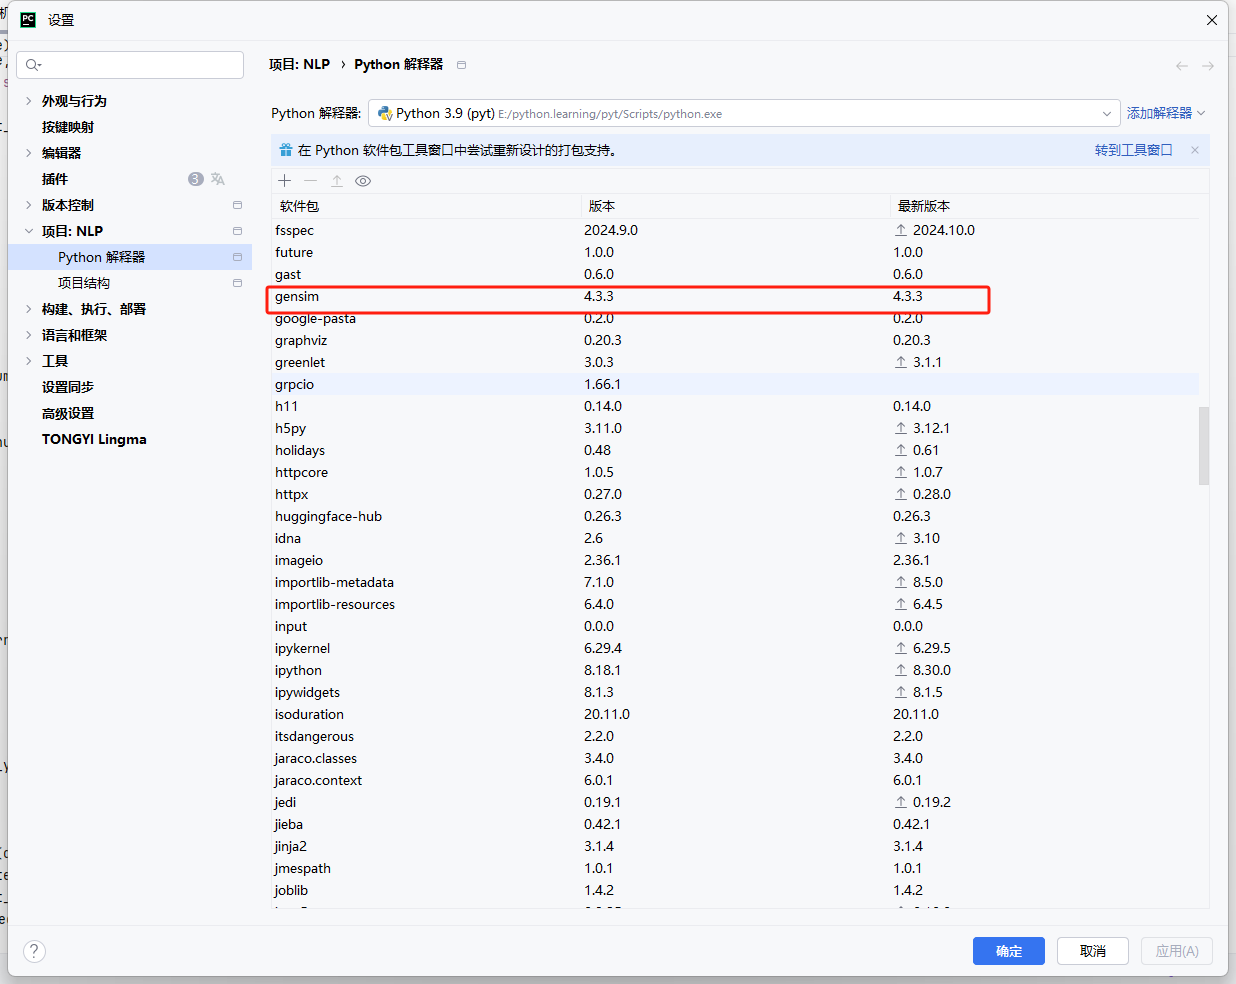 PC 设置
外观与行为
按键映射
编辑器
插件 3
版本控制
项目: NLP
Python 解释器
项目结构
构建、执行、部署
语言和框架
工具
设置同步
高级设置
TONGYI Lingma
项目: NLP › Python 解释器
Python 解释器: Python 3.9 (pyt) E:/python.learning/pyt/Scripts/python.exe 添加解释器
在 Python 软件包工具窗口中尝试重新设计的打包支持。 转到工具窗口
软件包 版本 最新版本
fsspec 2024.9.0 2024.10.0
future 1.0.0 1.0.0
gast 0.6.0 0.6.0
gensim 4.3.3 4.3.3
google-pasta 0.2.0 0.2.0
graphviz 0.20.3 0.20.3
greenlet 3.0.3 3.1.1
grpcio 1.66.1
h11 0.14.0 0.14.0
h5py 3.11.0 3.12.1
holidays 0.48 0.61
httpcore 1.0.5 1.0.7
httpx 0.27.0 0.28.0
huggingface-hub 0.26.3 0.26.3
idna 2.6 3.10
imageio 2.36.1 2.36.1
importlib-metadata 7.1.0 8.5.0
importlib-resources 6.4.0 6.4.5
input 0.0.0 0.0.0
ipykernel 6.29.4 6.29.5
ipython 8.18.1 8.30.0
ipywidgets 8.1.3 8.1.5
isoduration 20.11.0 20.11.0
itsdangerous 2.2.0 2.2.0
jaraco.classes 3.4.0 3.4.0
jaraco.context 6.0.1 6.0.1
jedi 0.19.1 0.19.2
jieba 0.42.1 0.42.1
jinja2 3.1.4 3.1.4
jmespath 1.0.1 1.0.1
joblib 1.4.2 1.4.2
? 确定 取消 应用(A)